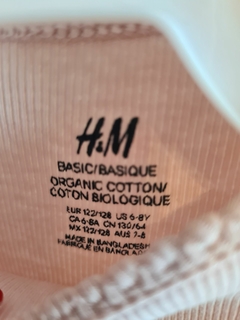 H&M
BASIC/BASIQUE
ORGANIC COTTON/
COTON BIOLOGIQUE
EUR 122/128 US 6-8Y
CA 6-8A CN 130/64
MX 122/128 AUS 7-8
MADE IN BANGLADESH
FABRIQUÉ EN BANGLADESH